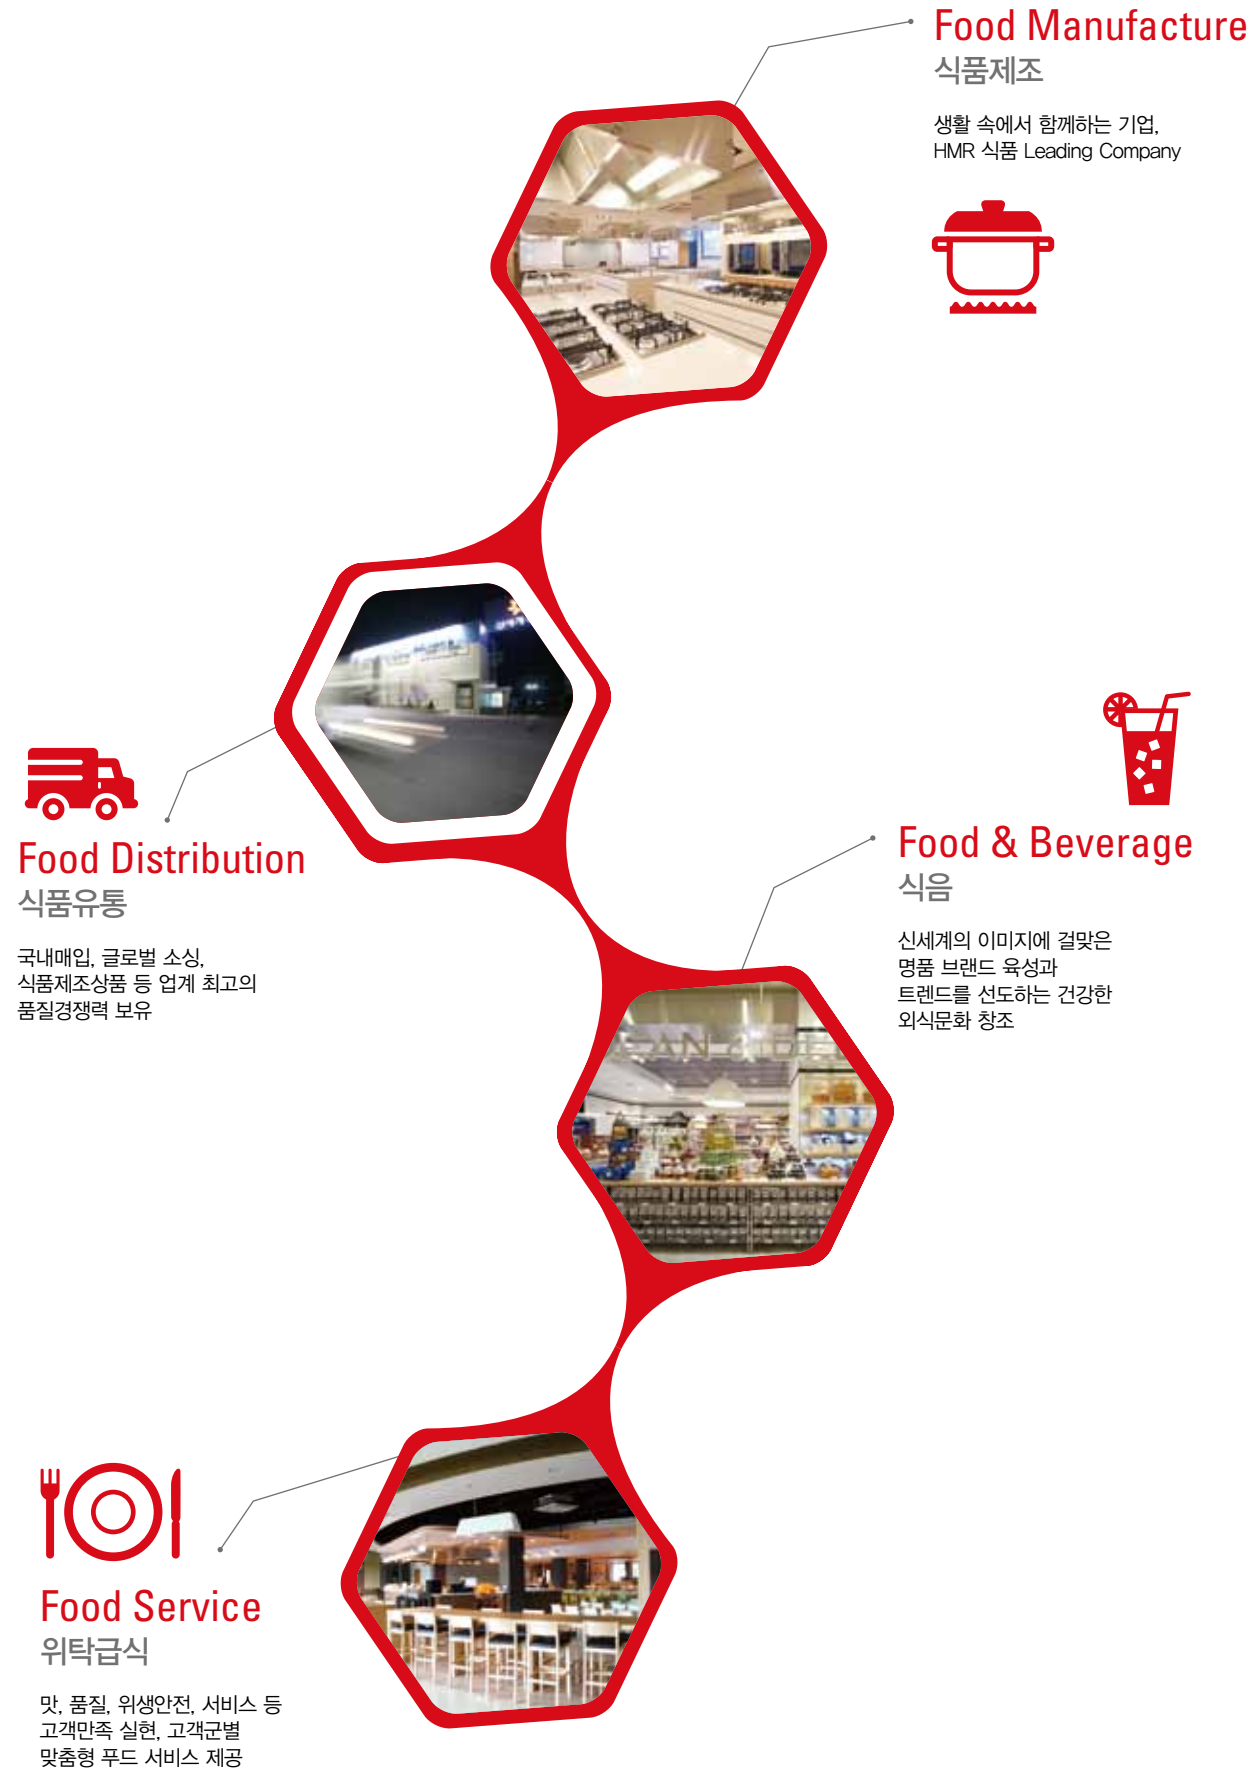 Food Manufacture
식품제조
생활 속에서 함께하는 기업,
HMR 식품 Leading Company
Food Distribution
식품유통
국내매입, 글로벌 소싱,
식품제조상품 등 업계 최고의
품질경쟁력 보유
Food & Beverage
식음
신세계의 이미지에 걸맞은
명품 브랜드 육성과
트렌드를 선도하는 건강한
외식문화 창조
Food Service
위탁급식
맛, 품질, 위생안전, 서비스 등
고객만족 실현, 고객군별
맞춤형 푸드 서비스 제공